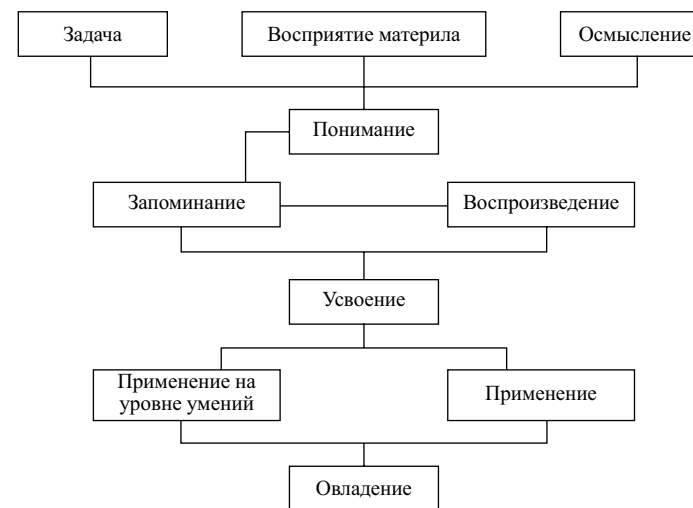 Задача
Восприятие материла
Осмысление
Понимание
Запоминание
Воспроизведение
Усвоение
Применение на
уровне умений
Применение
Овладение